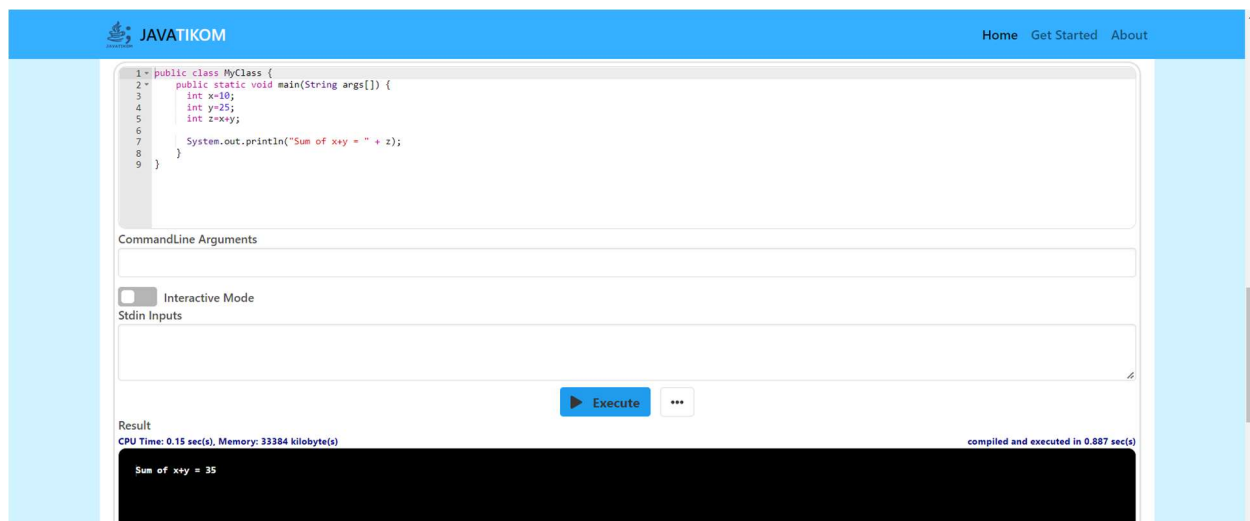 JAVATIKOM
JAVATIKOM
Home Get Started About
1 public class MyClass {
2 public static void main(String args[]) {
3 int x=10;
4 int y=25;
5 int z=x+y;
6
7 System.out.println("Sum of x+y = " + z);
8 }
9 }
CommandLine Arguments
Interactive Mode
Stdin Inputs
Execute
Result
CPU Time: 0.15 sec(s), Memory: 33384 kilobyte(s) compiled and executed in 0.887 sec(s)
Sum of x+y = 35